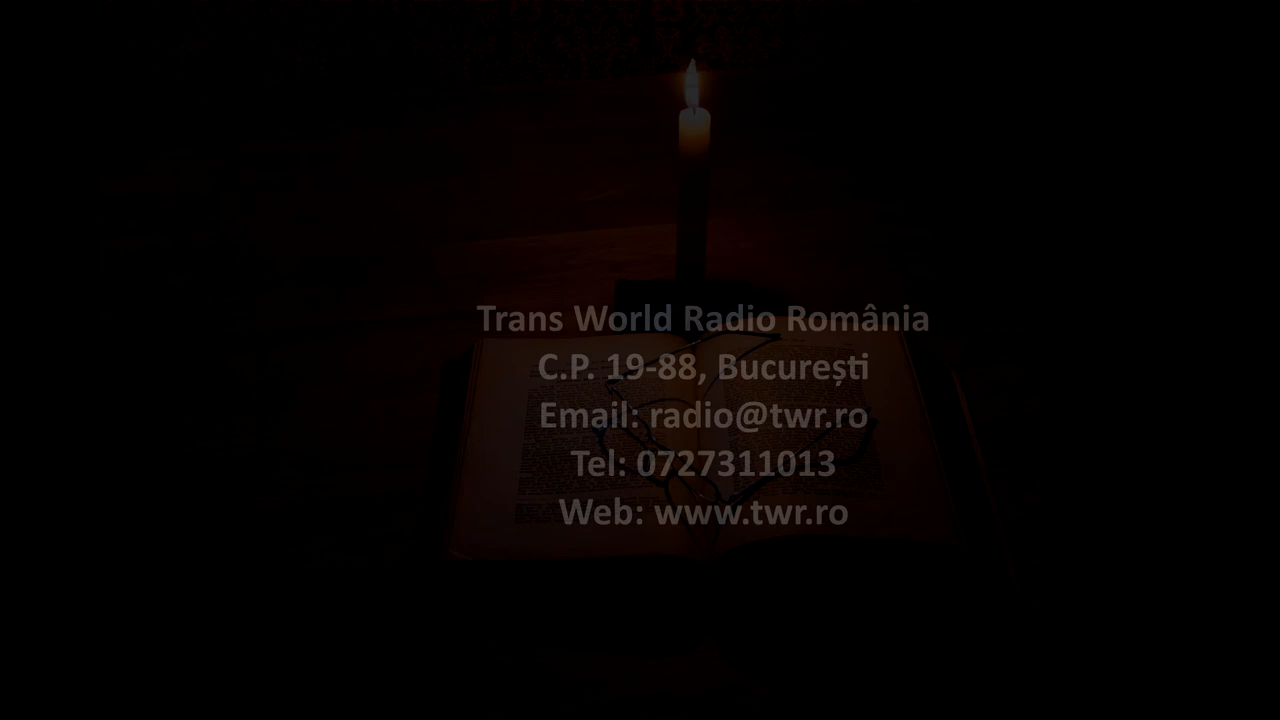 Trans World Radio România
C.P. 19-88, București
Email: radio@twr.ro
Tel: 0727311013
Web: www.twr.ro